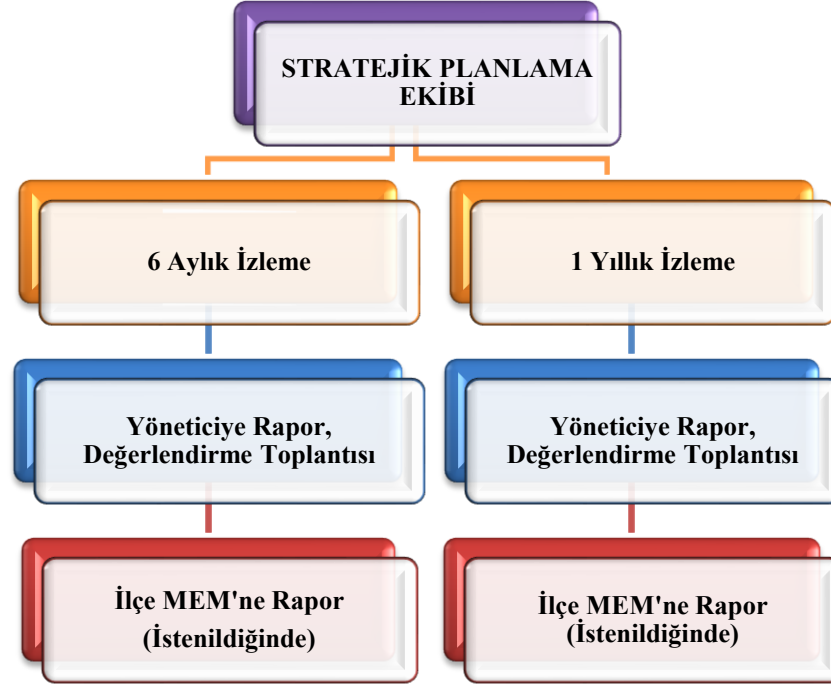 STRATEJİK PLANLAMA
EKİBİ
6 Aylık İzleme
1 Yıllık İzleme
Yöneticiye Rapor,
Değerlendirme Toplantısı
Yöneticiye Rapor,
Değerlendirme Toplantısı
İlçe MEM'ne Rapor
(İstenildiğinde)
İlçe MEM'ne Rapor
(İstenildiğinde)